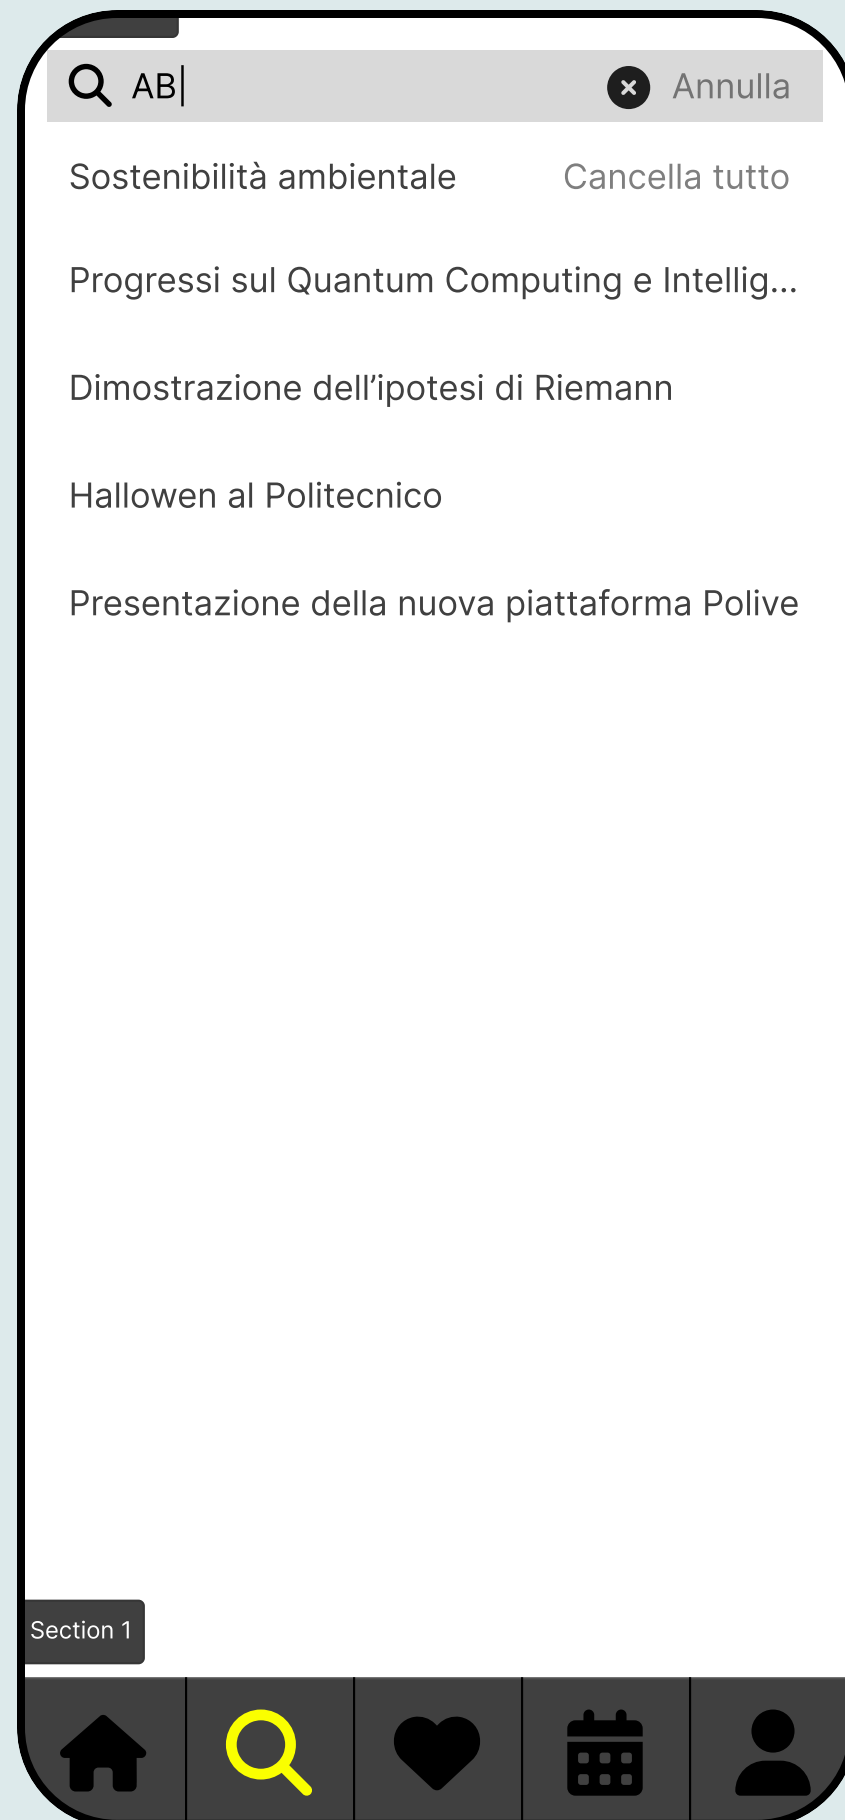 AB
Annulla
Sostenibilità ambientale
Cancella tutto
Progressi sul Quantum Computing e Intellig...
Dimostrazione dell’ipotesi di Riemann
Hallowen al Politecnico
Presentazione della nuova piattaforma Polive
Section 1